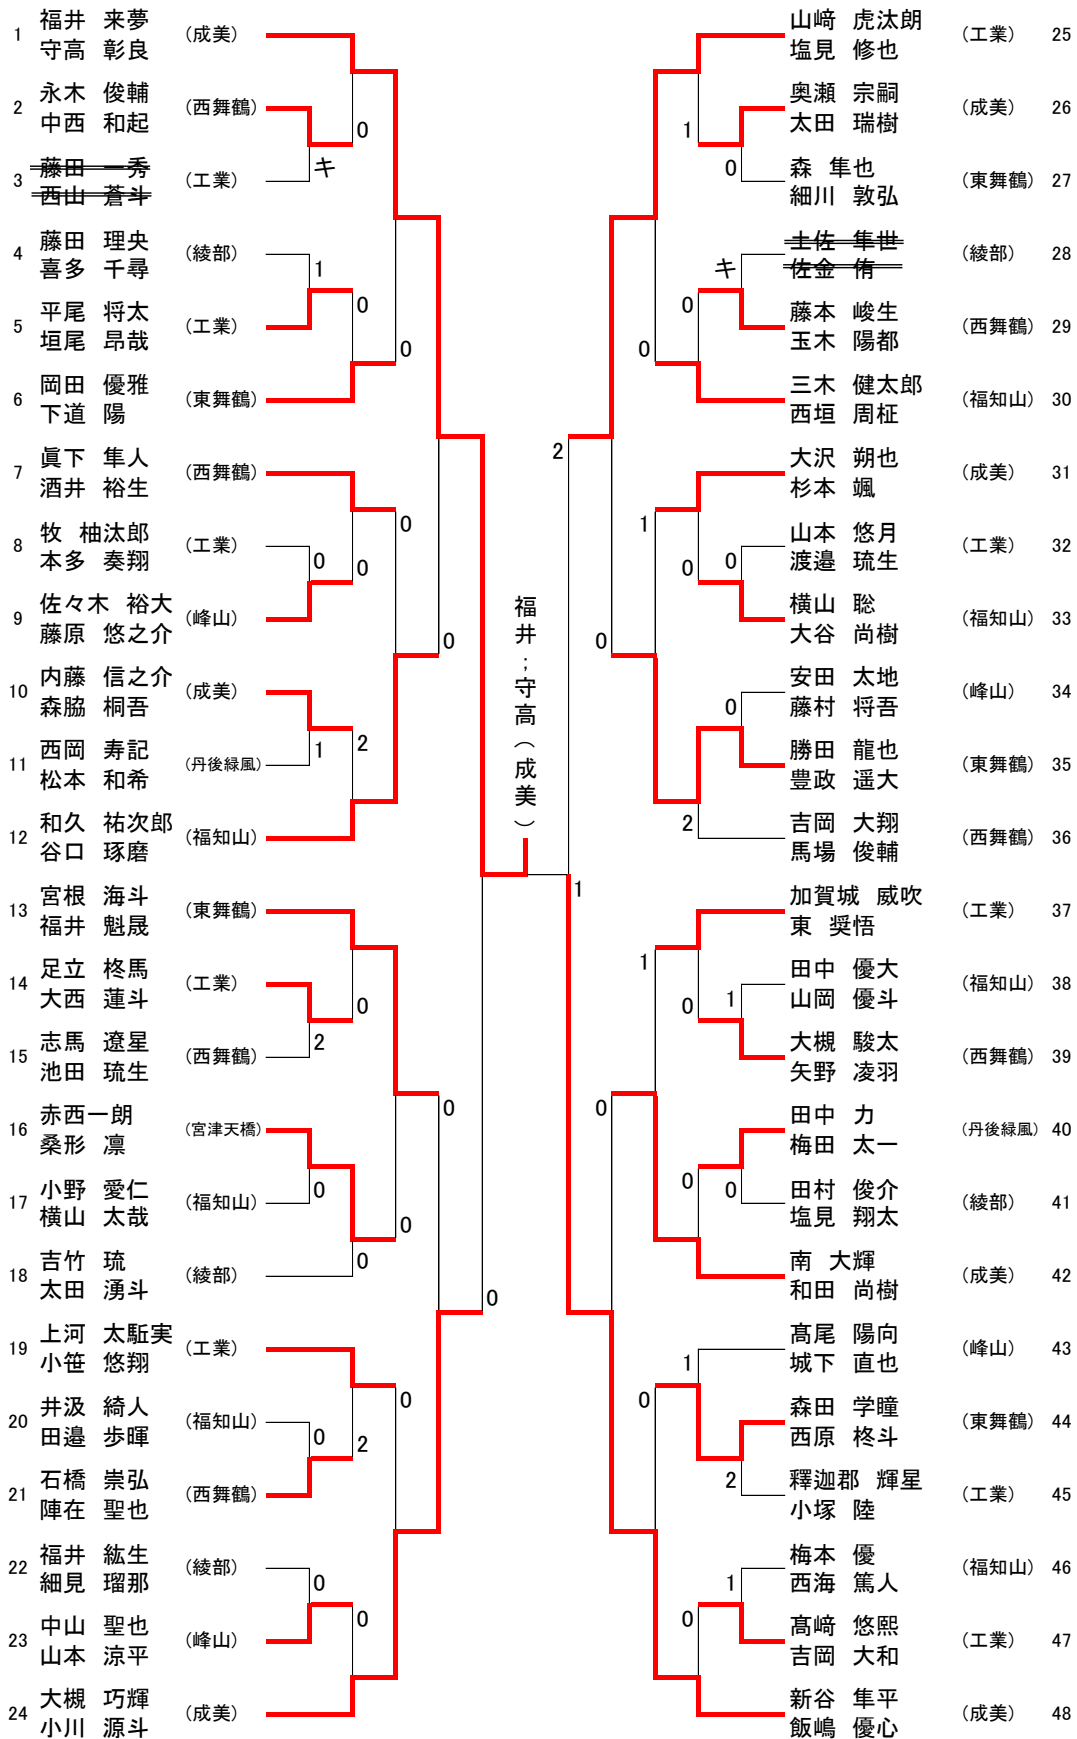 1 福井 来夢 (成美)
守高 彰良
2 永木 俊輔 (西舞鶴)
中西 和起
0
3 藤田 一秀 (工業)
西山 蒼斗
キ
4 藤田 理央 (綾部)
喜多 千尋
1
5 平尾 将太 (工業)
垣尾 昂哉
0
0
6 岡田 優雅 (東舞鶴)
下道 陽
7 眞下 隼人 (西舞鶴)
酒井 裕生
0
8 牧 柚汰郎 (工業)
本多 奏翔
0
0
9 佐々木 裕大 (峰山)
藤原 悠之介
0
10 内藤 信之介 (成美)
森脇 桐吾
11 西岡 寿記 (丹後緑風)
松本 和希
1
2
12 和久 祐次郎 (福知山)
谷口 琢磨
13 宮根 海斗 (東舞鶴)
福井 魁晟
14 足立 柊馬 (工業)
大西 蓮斗
0
15 志馬 遼星 (西舞鶴)
池田 琉生
2
0
16 赤西一朗 (宮津天橋)
桑形 凛
17 小野 愛仁 (福知山)
横山 太哉
0
0
18 吉竹 琉 (綾部)
太田 湧斗
0
0
19 上河 太駈実 (工業)
小笹 悠翔
0
20 井汲 綺人 (福知山)
田邉 歩暉
0
2
21 石橋 崇弘 (西舞鶴)
陣在 聖也
22 福井 紘生 (綾部)
細見 瑠那
0
23 中山 聖也 (峰山)
山本 涼平
0
24 大槻 巧輝 (成美)
小川 源斗
福井;守高(成美)
1
山﨑 虎汰朗 (工業) 25
塩見 修也
奥瀬 宗嗣 (成美) 26
太田 瑞樹
1
森 隼也 (東舞鶴) 27
細川 敦弘
0
土佐 隼世 (綾部) 28
佐金 侑
キ
藤本 峻生 (西舞鶴) 29
玉木 陽都
0
0
三木 健太郎 (福知山) 30
西垣 周柾
2
大沢 朔也 (成美) 31
杉本 颯
1
山本 悠月 (工業) 32
渡邉 琉生
0
0
横山 聡 (福知山) 33
大谷 尚樹
0
安田 太地 (峰山) 34
藤村 将吾
0
勝田 龍也 (東舞鶴) 35
豊政 遥大
2
吉岡 大翔 (西舞鶴) 36
馬場 俊輔
加賀城 威吹 (工業) 37
東 奨悟
1
田中 優大 (福知山) 38
山岡 優斗
1
0
大槻 駿太 (西舞鶴) 39
矢野 凌羽
0
田中 力 (丹後緑風) 40
梅田 太一
0
0
田村 俊介 (綾部) 41
塩見 翔太
南 大輝 (成美) 42
和田 尚樹
髙尾 陽向 (峰山) 43
城下 直也
1
0
森田 学瞳 (東舞鶴) 44
西原 柊斗
2
釋迦郡 輝星 (工業) 45
小塚 陸
梅本 優 (福知山) 46
西海 篤人
1
0
髙﨑 悠熙 (工業) 47
吉岡 大和
新谷 隼平 (成美) 48
飯嶋 優心